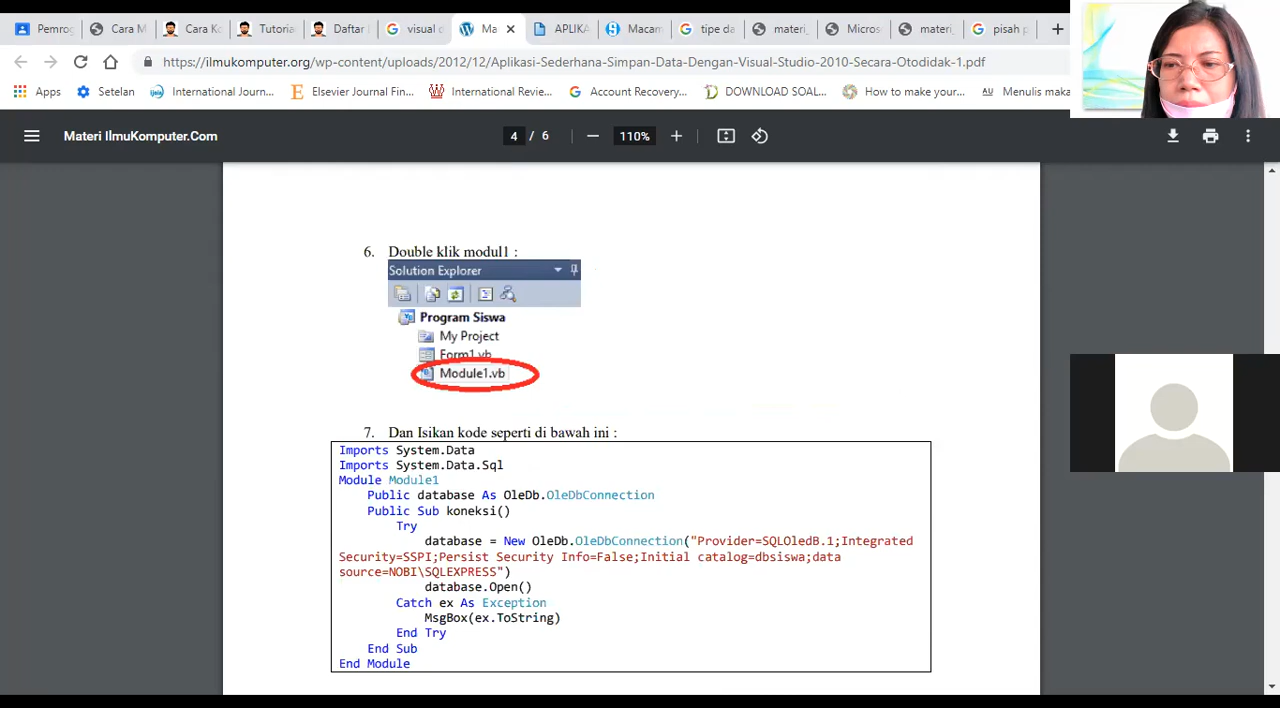 Pemrog
Cara M
Cara Ko
Tutoria
Daftar
visual d
Ma
APLIKA
Macam
tipe da
materi_
Micros
materi_
pisah p
https://ilmukomputer.org/wp-content/uploads/2012/12/Aplikasi-Sederhana-Simpan-Data-Dengan-Visual-Studio-2010-Secara-Otodidak-1.pdf
Apps
Setelan
International Journ...
Elsevier Journal Fin...
International Revie...
Account Recovery...
DOWNLOAD SOAL...
How to make your...
Menulis maka
Materi IlmuKomputer.Com
4 / 6
110%
6. Double klik modul1 :
Solution Explorer
Program Siswa
My Project
Form1.vb
Module1.vb
7. Dan Isikan kode seperti di bawah ini :
Imports System.Data
Imports System.Data.Sql
Module Module1
Public database As OleDb.OleDbConnection
Public Sub koneksi()
Try
database = New OleDb.OleDbConnection("Provider=SQLOledB.1;Integrated
Security=SSPI;Persist Security Info=False;Initial catalog=dbsiswa;data
source=NOBI\SQLEXPRESS")
database.Open()
Catch ex As Exception
MsgBox(ex.ToString)
End Try
End Sub
End Module